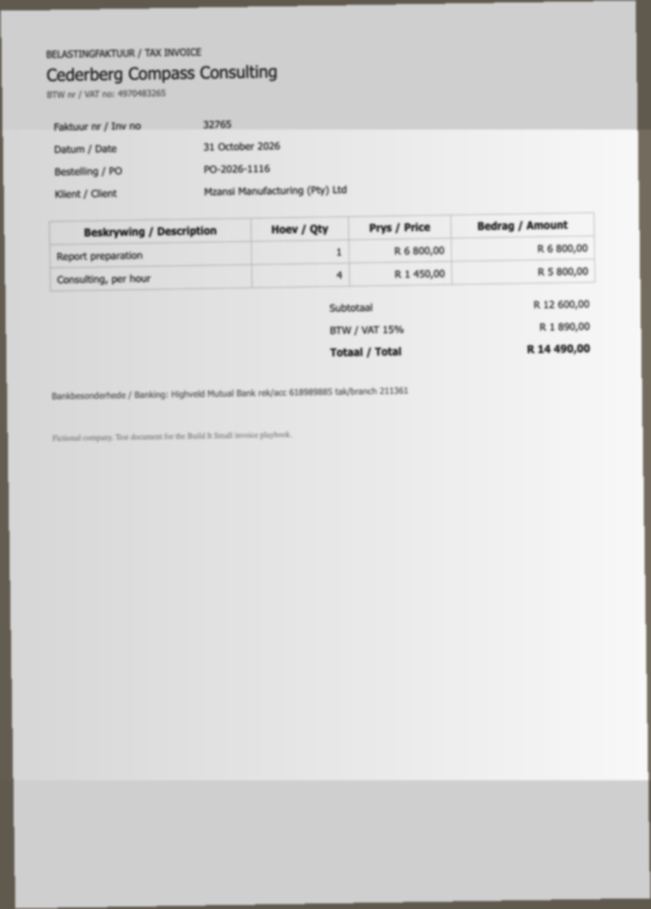 BELASTINGFAKTUUR / TAX INVOICE
Cederberg Compass Consulting
BTW nr / VAT no: 4970483265
Faktuur nr / Inv no 32765
Datum / Date 31 October 2026
Bestelling / PO PO-2026-1116
Klient / Client Mzansi Manufacturing (Pty) Ltd
Beskrywing / Description Hoev / Qty Prys / Price Bedrag / Amount
Report preparation 1 R 6 800,00 R 6 800,00
Consulting, per hour 4 R 1 450,00 R 5 800,00
Subtotaal R 12 600,00
BTW / VAT 15% R 1 890,00
Totaal / Total R 14 490,00
Bankbesonderhede / Banking: Highveld Mutual Bank rek/acc 618989885 tak/branch 211361
Fictional company. Test document for the Build It Small invoice playbook.